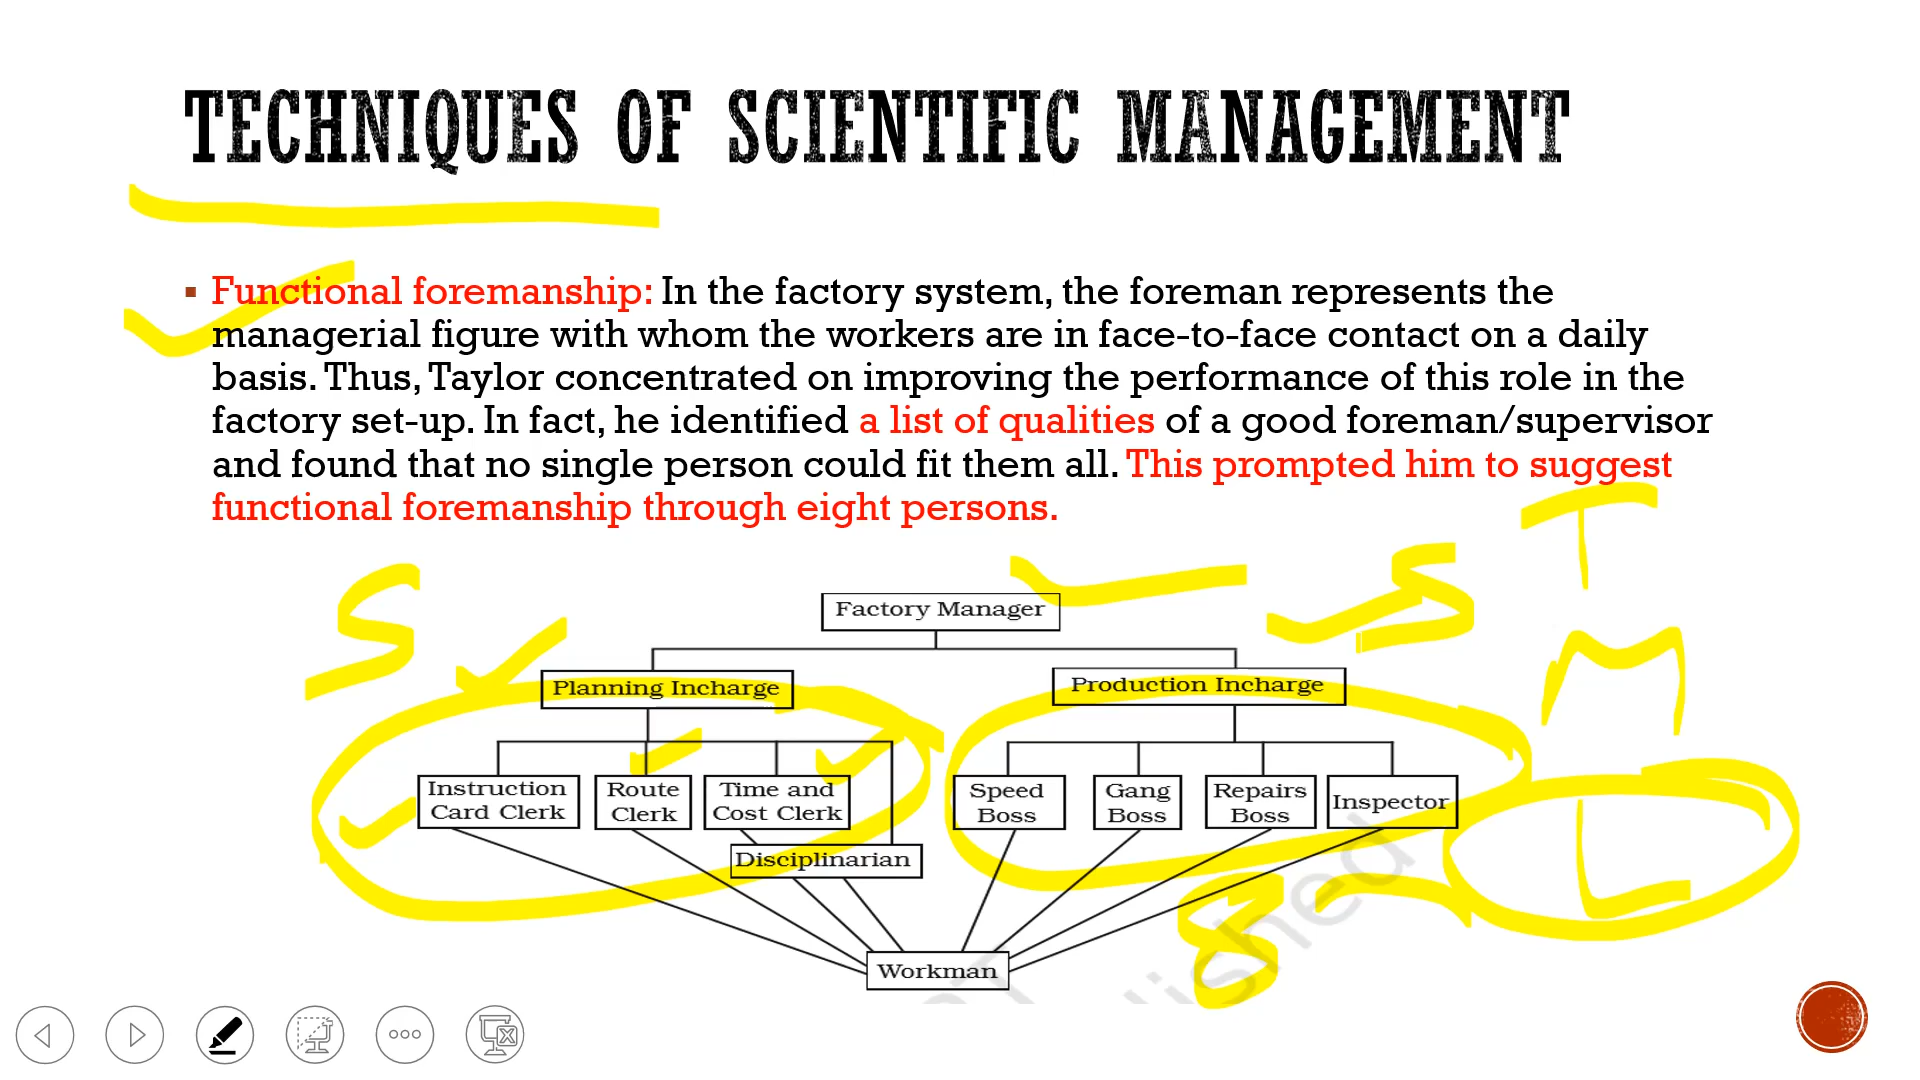 TECHNIQUES OF SCIENTIFIC MANAGEMENT
Functional foremanship: In the factory system, the foreman represents the
managerial figure with whom the workers are in face-to-face contact on a daily
basis. Thus, Taylor concentrated on improving the performance of this role in the
factory set-up. In fact, he identified a list of qualities of a good foreman/supervisor
and found that no single person could fit them all. This prompted him to suggest
functional foremanship through eight persons.
T
S
S
M
Factory Manager
Planning Incharge
Production Incharge
Instruction
Card Clerk
Route
Clerk
Time and
Cost Clerk
Disciplinarian
Speed
Boss
Gang
Boss
Repairs
Boss
Inspector
L
8
Workman